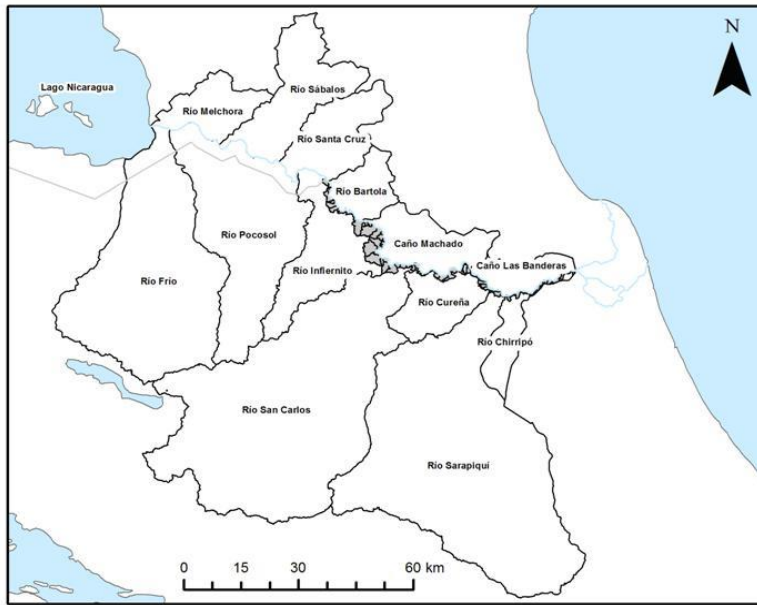 N
Lago Nicaragua
Río Sábalos
Río Melchora
Río Santa Cruz
Río Bartola
Río Pocosol
Caño Machado
Caño Las Banderas
Río Frío
Río Infiernito
Río Cureña
Río Chirripó
Río San Carlos
Río Sarapiquí
0 15 30 60 km